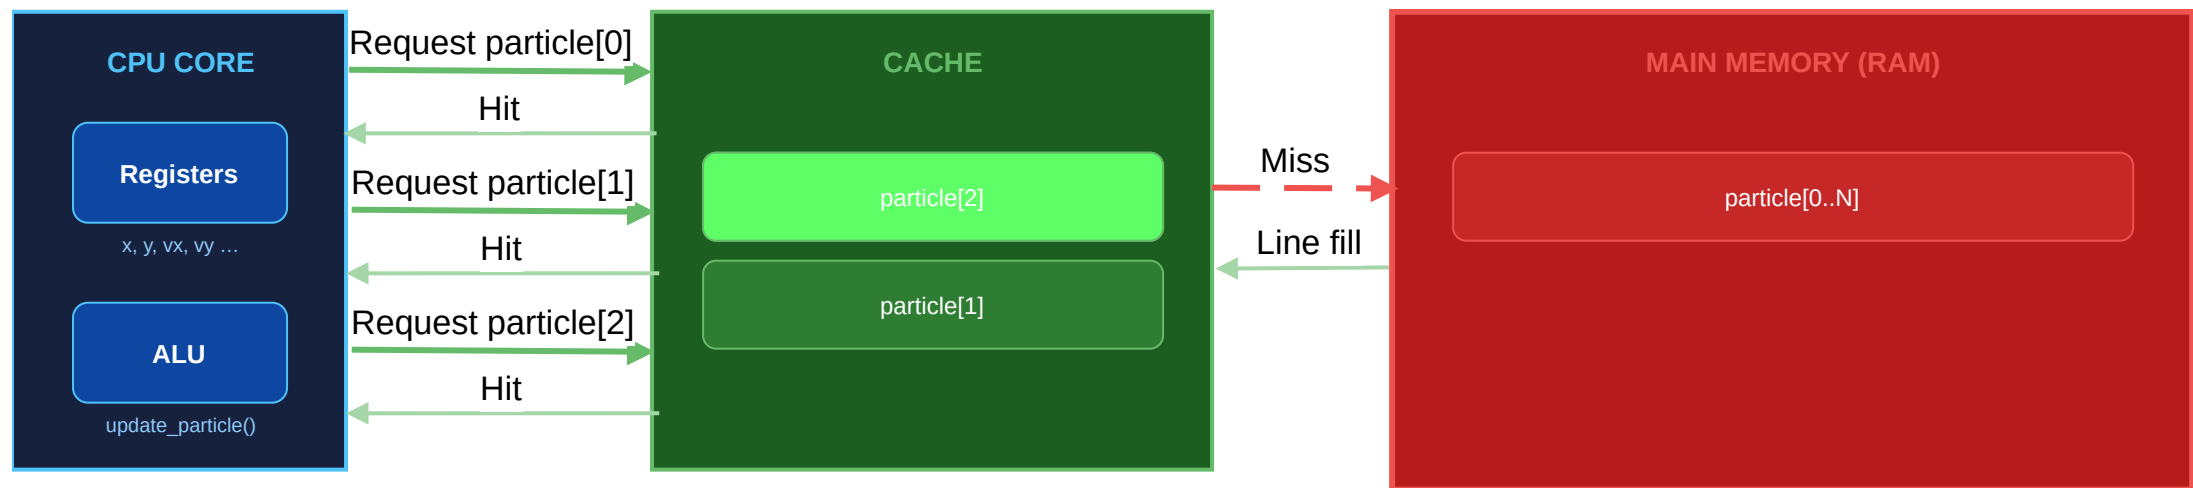 CPU CORE
Registers
x, y, vx, vy ...
ALU
update_particle()
Request particle[0]
Hit
Request particle[1]
Hit
Request particle[2]
Hit
CACHE
particle[2]
particle[1]
Miss
Line fill
MAIN MEMORY (RAM)
particle[0..N]